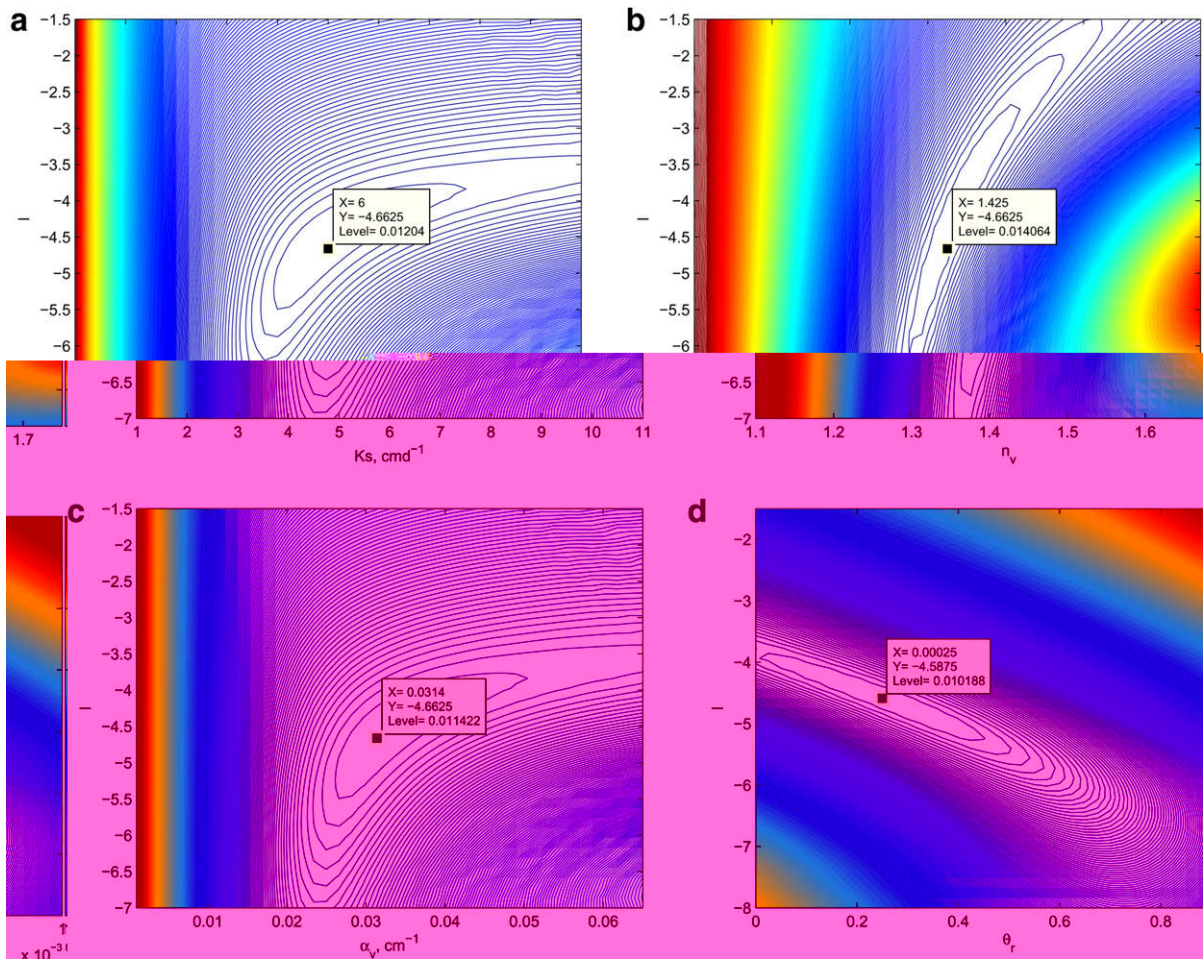 a
b
-1.5
-2
-2.5
-3
-3.5
-4
-4.5
-5
-5.5
-6
-6.5
-7
l
X= 6
Y= -4.6625
Level= 0.01204
1 2 3 4 5 6 7 8 9 10 11
Ks, cmd⁻¹
-1.5
-2
-2.5
-3
-3.5
-4
-4.5
-5
-5.5
-6
-6.5
-7
l
X= 1.425
Y= -4.6625
Level= 0.014064
1.1 1.2 1.3 1.4 1.5 1.6
n_v
1.7
c
d
-1.5
-2
-2.5
-3
-3.5
-4
-4.5
-5
-5.5
-6
-6.5
-7
l
X= 0.0314
Y= -4.6625
Level= 0.011422
0.01 0.02 0.03 0.04 0.05 0.06
α_v, cm⁻¹
-2
-3
-4
-5
-6
-7
-8
l
X= 0.00025
Y= -4.5875
Level= 0.010188
0 0.2 0.4 0.6 0.8
θ_r